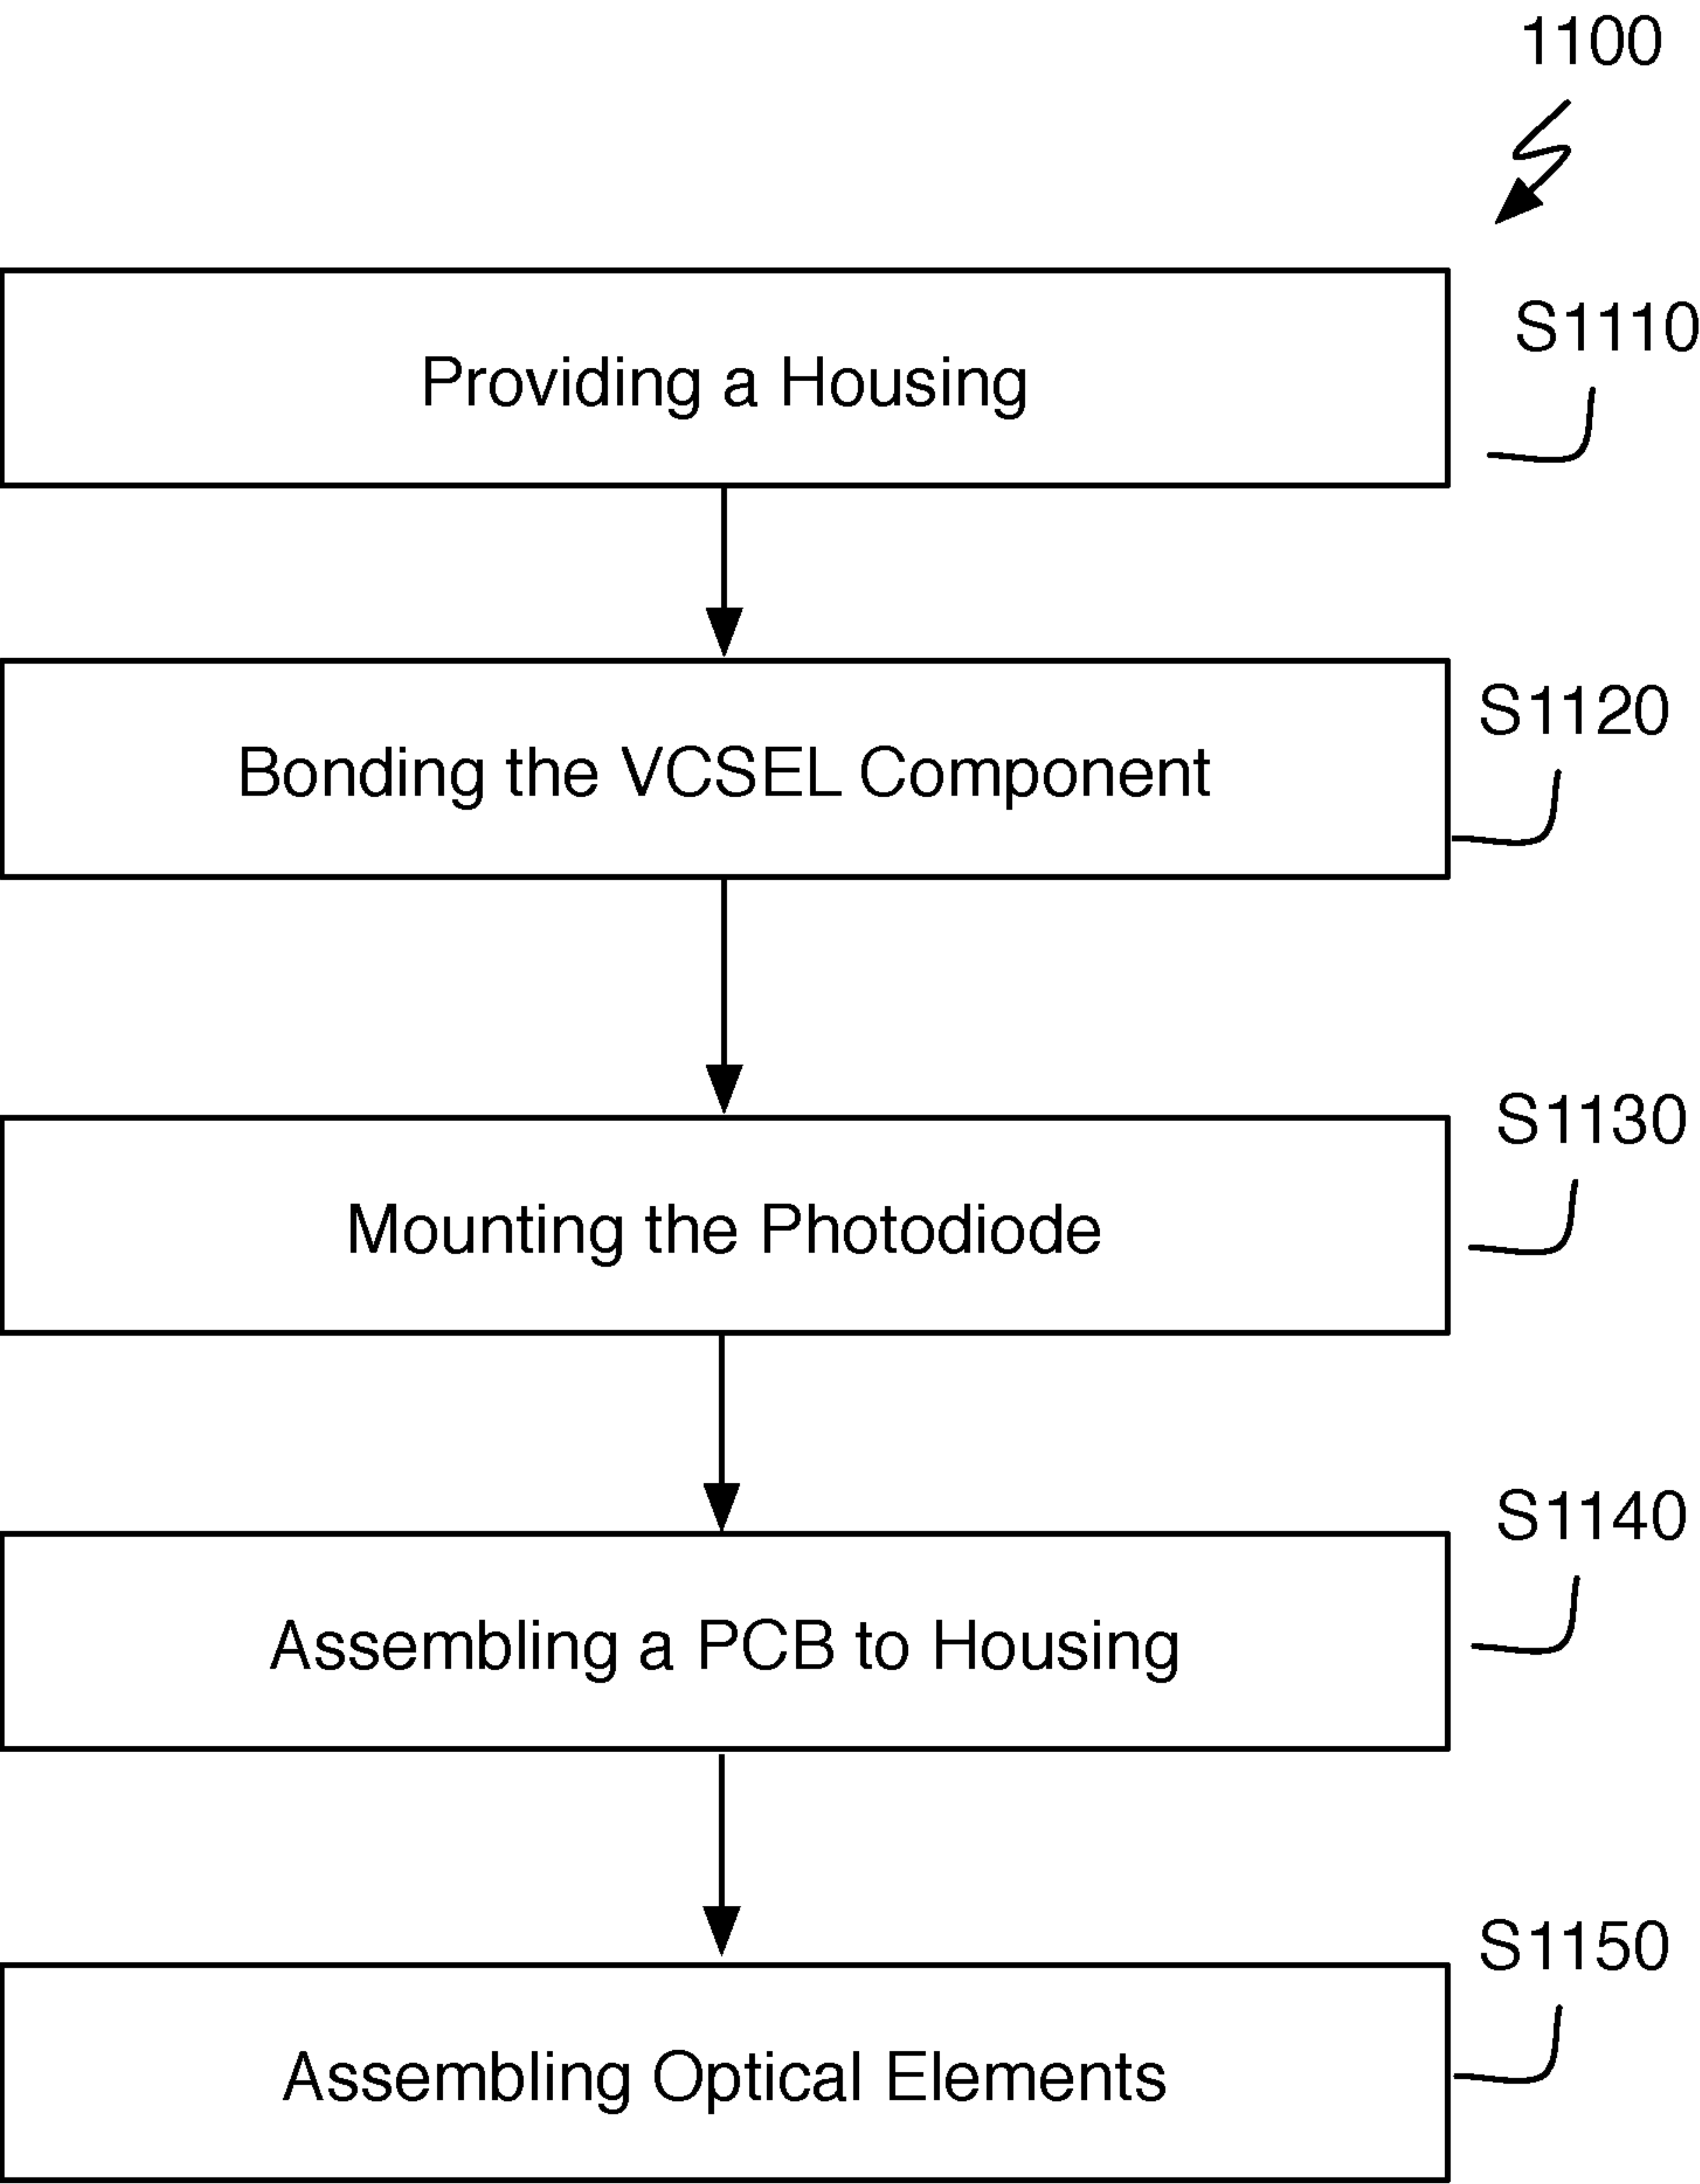 1100
S1110
Providing a Housing
S1120
Bonding the VCSEL Component
S1130
Mounting the Photodiode
S1140
Assembling a PCB to Housing
S1150
Assembling Optical Elements